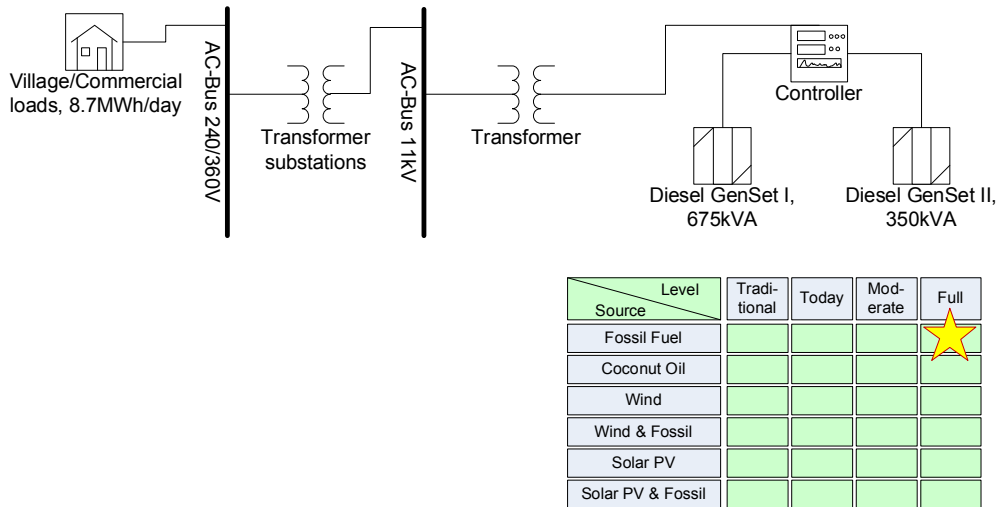 Village/Commercial
loads, 8.7MWh/day
AC-Bus 240/360V
Transformer
substations
AC-Bus 11kV
Transformer
Controller
Diesel GenSet I,
675kVA
Diesel GenSet II,
350kVA
Level
Source
Tradi-
tional
Today
Mod-
erate
Full
Fossil Fuel
Coconut Oil
Wind
Wind & Fossil
Solar PV
Solar PV & Fossil